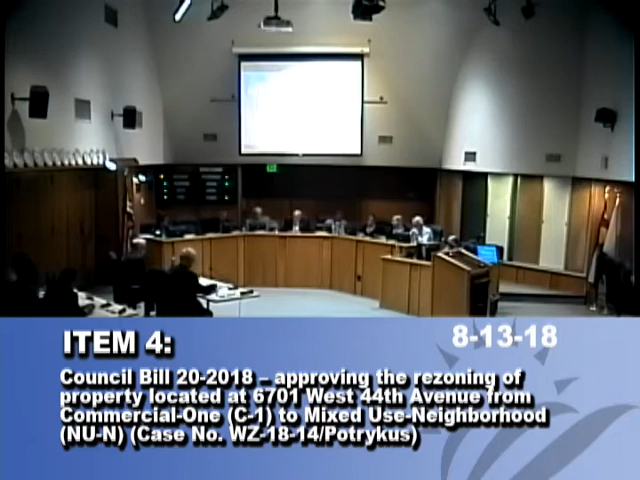 ITEM 4:
8-13-18
Council Bill 20-2018 – approving the rezoning of
property located at 6701 West 44th Avenue from
Commercial-One (C-1) to Mixed Use-Neighborhood
(NU-N) (Case No. WZ-18-14/Potrykus)